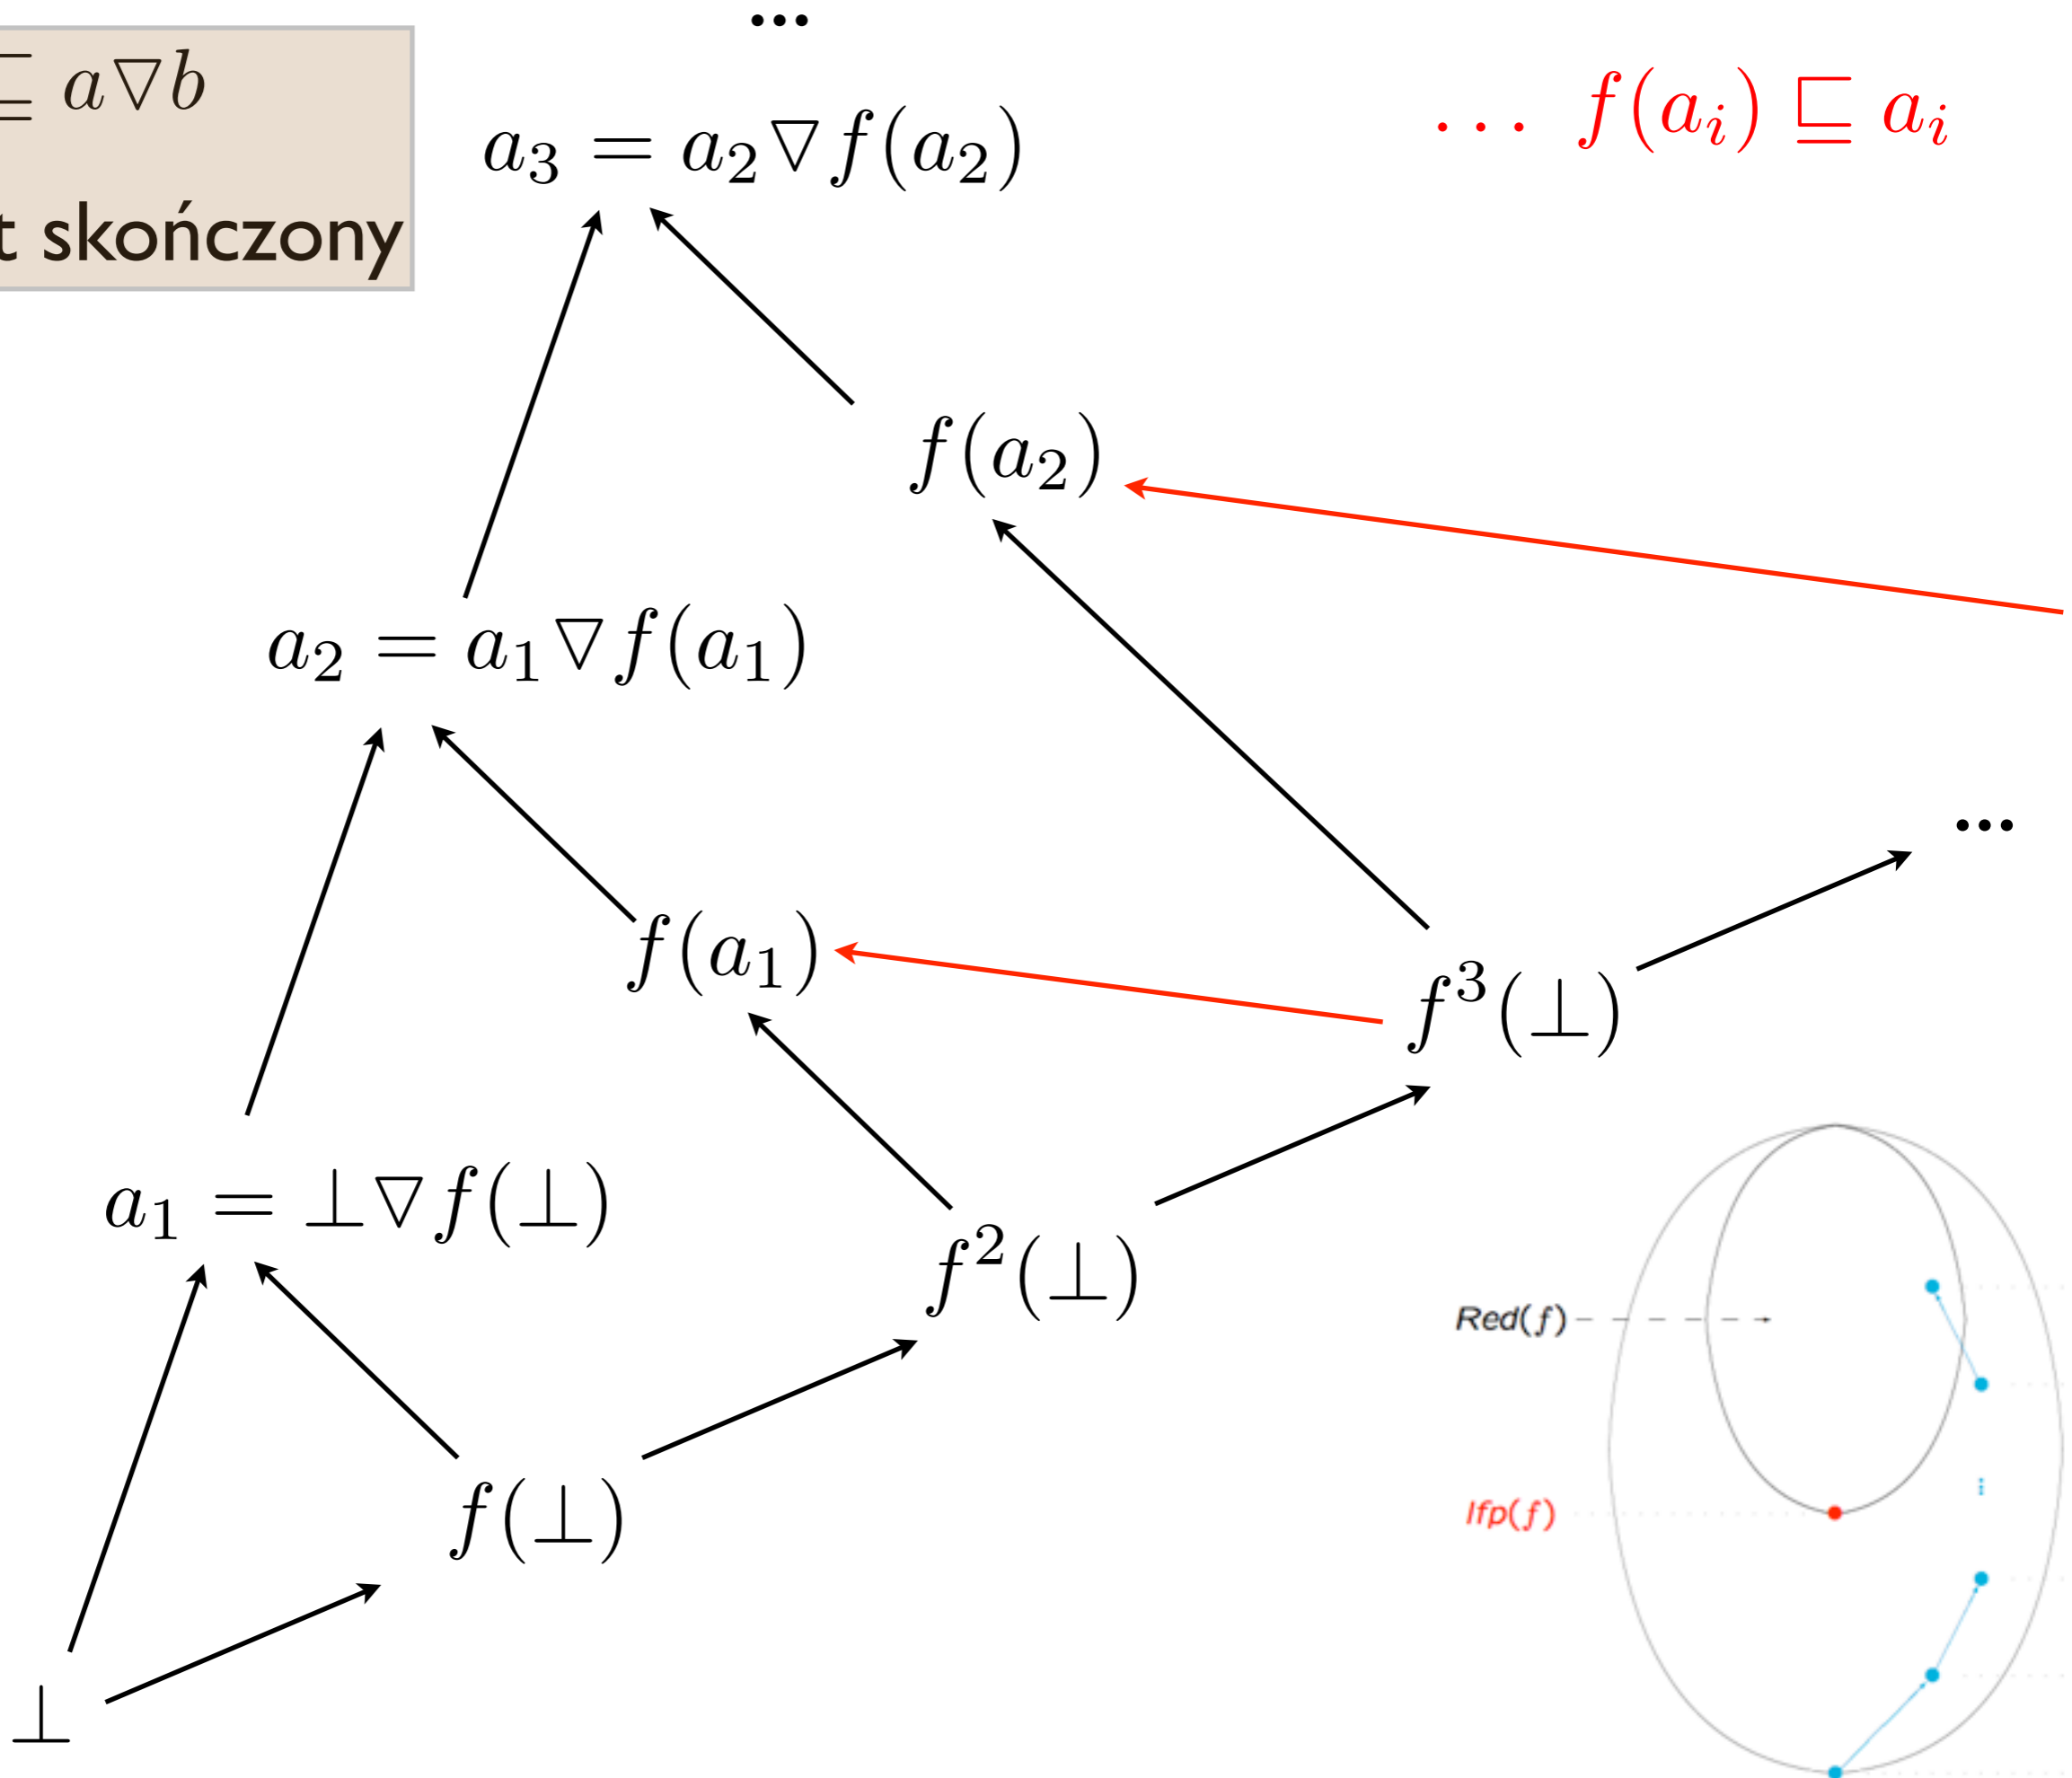 ...
⊑ a▽b
... f(aᵢ) ⊑ aᵢ
a₃ = a₂▽f(a₂)
skończony
f(a₂)
a₂ = a₁▽f(a₁)
...
f(a₁)
f³(⊥)
a₁ = ⊥▽f(⊥)
f²(⊥)
Red(f)
f(⊥)
lfp(f)
⊥